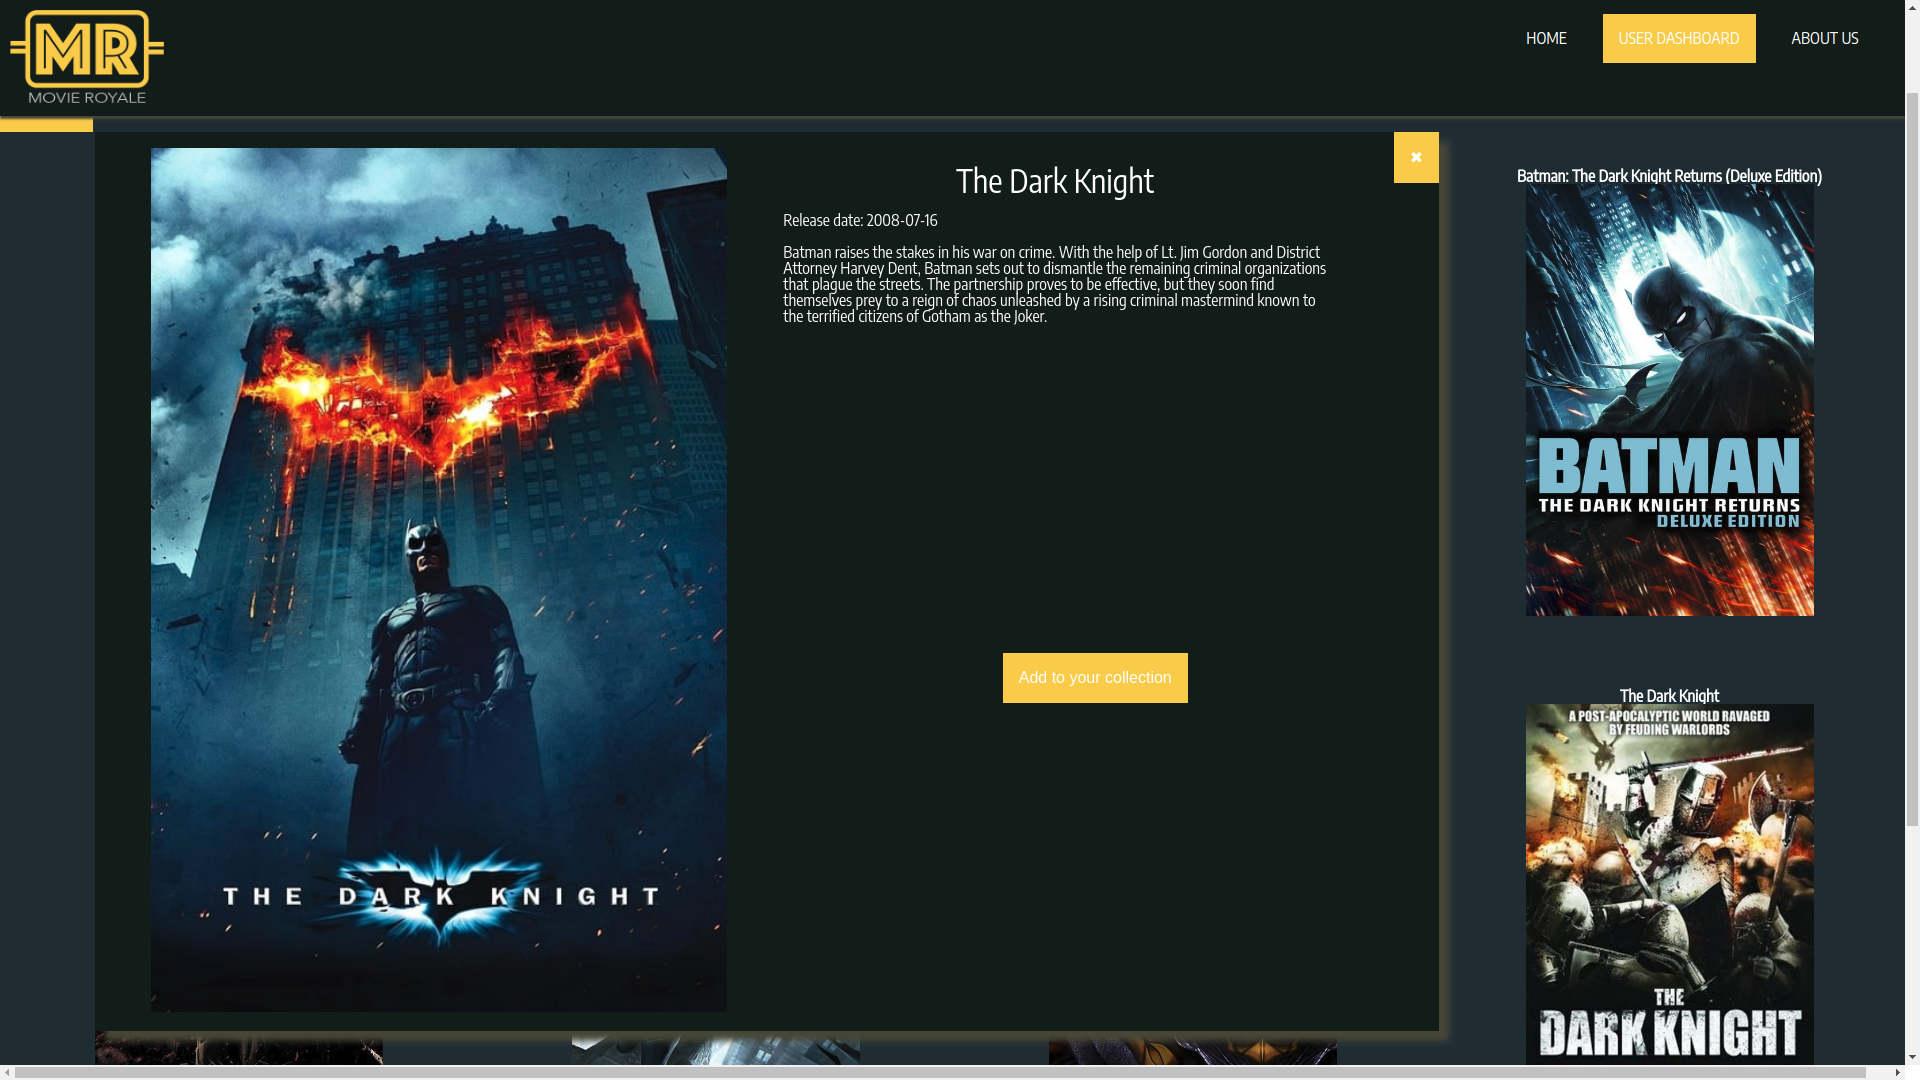 MR
MOVIE ROYALE
HOME
USER DASHBOARD
ABOUT US
✖
The Dark Knight
Release date: 2008-07-16
Batman raises the stakes in his war on crime. With the help of Lt. Jim Gordon and District
Attorney Harvey Dent, Batman sets out to dismantle the remaining criminal organizations
that plague the streets. The partnership proves to be effective, but they soon find
themselves prey to a reign of chaos unleashed by a rising criminal mastermind known to
the terrified citizens of Gotham as the Joker.
Add to your collection
THE DARK KNIGHT
Batman: The Dark Knight Returns (Deluxe Edition)
BATMAN
THE DARK KNIGHT RETURNS
DELUXE EDITION
The Dark Knight
A POST-APOCALYPTIC WORLD RAVAGED
BY FEUDING WARLORDS
THE
DARK KNIGHT